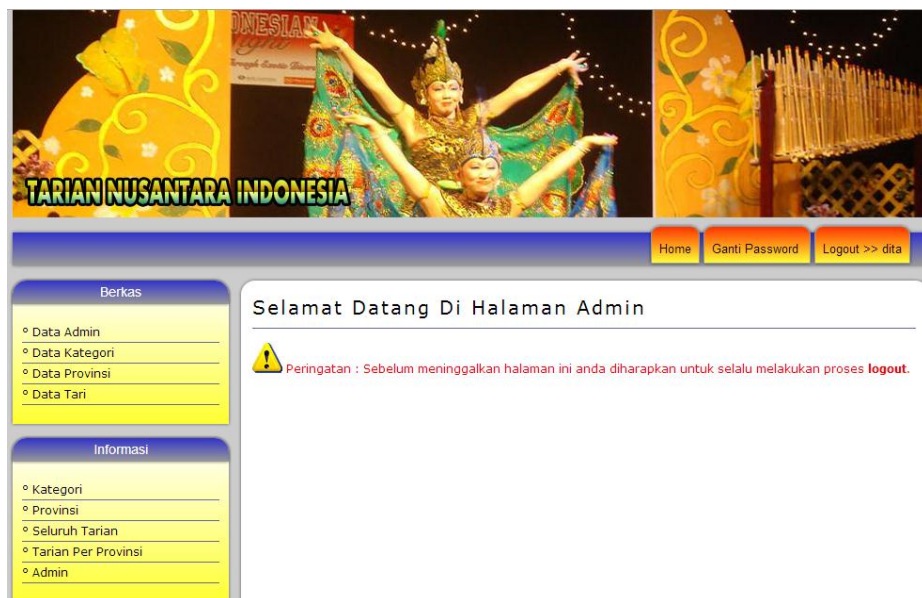 TARIAN NUSANTARA INDONESIA
Home
Ganti Password
Logout >> dita
Berkas
° Data Admin
° Data Kategori
° Data Provinsi
° Data Tari
Informasi
° Kategori
° Provinsi
° Seluruh Tarian
° Tarian Per Provinsi
° Admin
Selamat Datang Di Halaman Admin
Peringatan : Sebelum meninggalkan halaman ini anda diharapkan untuk selalu melakukan proses logout.